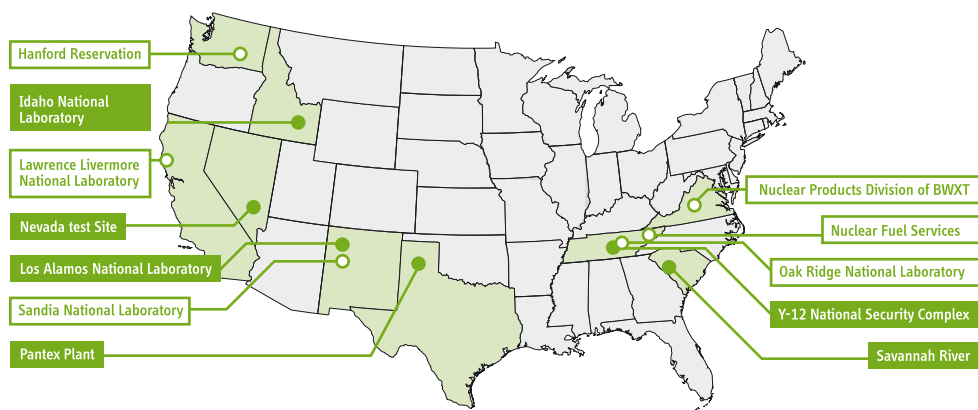 Hanford Reservation
Idaho National
Laboratory
Lawrence Livermore
National Laboratory
Nevada test Site
Los Alamos National Laboratory
Sandia National Laboratory
Pantex Plant
Nuclear Products Division of BWXT
Nuclear Fuel Services
Oak Ridge National Laboratory
Y-12 National Security Complex
Savannah River